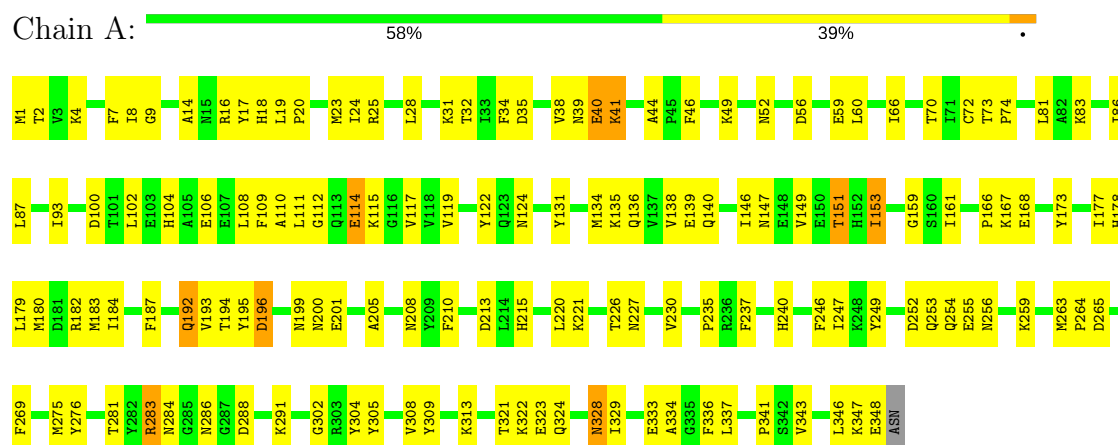 Chain A:
58% 39% •
M1 T2 V3 K4 F7 I8 G9 A14 N15 R16 Y17 H18 L19 P20 M23 I24 R25 L28 K31 T32 I33 F34 D35 V38 N39 E40 K41 A44 P45 F46 K49 N52 D56 E59 L60 I66 T70 I71 C72 T73 P74 L81 A82 K83 I86
L87 I93 D100 T101 L102 E103 H104 A105 E106 E107 L108 F109 A110 L111 G112 Q113 E114 K115 G116 V117 V118 V119 Y122 Q123 N124 Y131 M134 K135 Q136 V137 V138 E139 Q140 I146 N147 E148 V149 E150 T151 H152 I153 G159 S160 I161 P166 K167 E168 Y173 I177 H178
L179 M180 D181 R182 M183 I184 F187 Q192 V193 T194 Y195 D196 N199 N200 E201 A205 N208 Y209 F210 D213 L214 H215 L220 K221 T226 N227 V230 P235 R236 F237 H240 F246 I247 K248 Y249 D252 Q253 Q254 E255 N256 K259 M263 P264 D265
F269 M275 Y276 T281 Y282 R283 N284 G285 N286 G287 D288 K291 G302 R303 Y304 Y305 V308 Y309 K313 T321 K322 E323 Q324 N328 I329 E333 A334 G335 F336 L337 P341 S342 V343 L346 K347 E348 ASN